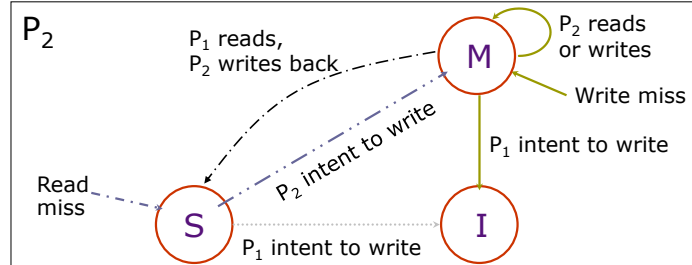 P₂
P₁ reads,
P₂ writes back
M
P₂ reads
or writes
Write miss
P₂ intent to write
P₁ intent to write
Read
miss
S
I
P₁ intent to write